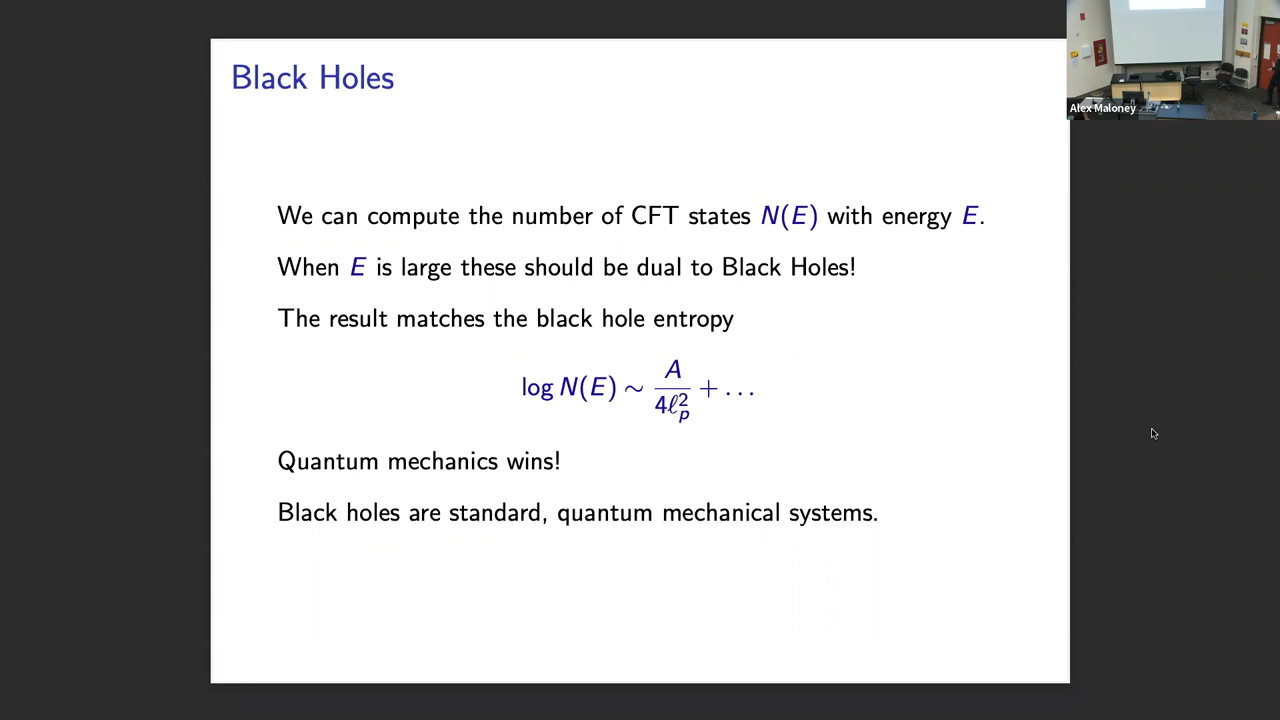 Black Holes
Alex Maloney
We can compute the number of CFT states N(E) with energy E.
When E is large these should be dual to Black Holes!
The result matches the black hole entropy
log N(E) ∼ A/4ℓ_p^2 + . . .
Quantum mechanics wins!
Black holes are standard, quantum mechanical systems.